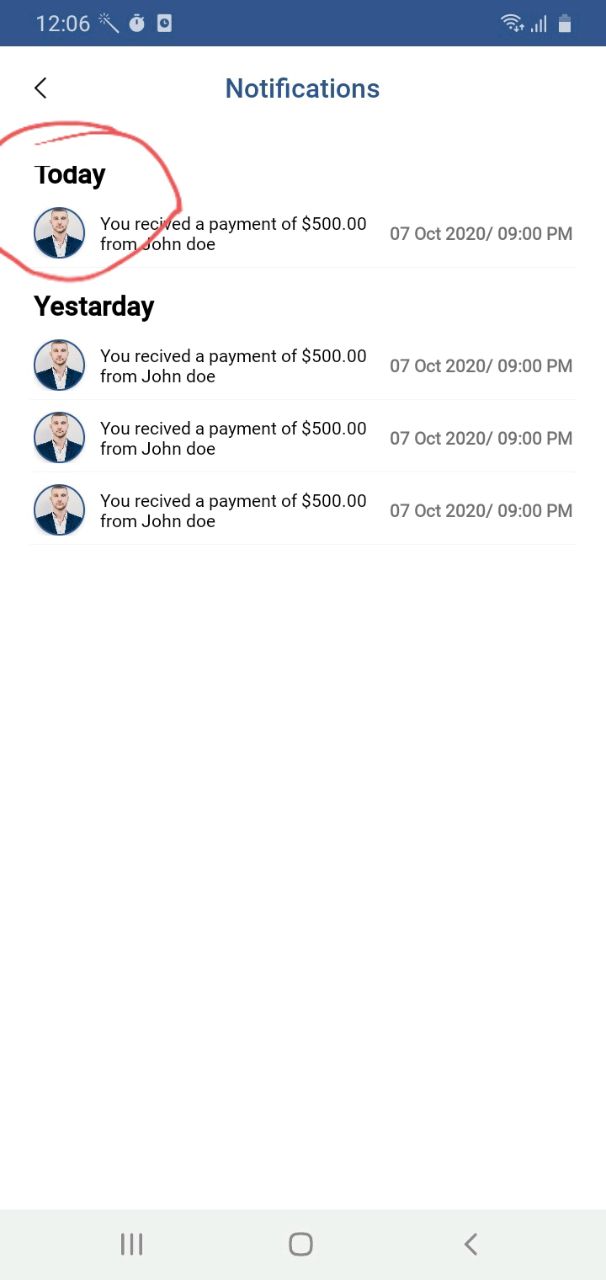 12:06
Notifications
Today
You recived a payment of $500.00
from John doe
07 Oct 2020/ 09:00 PM
Yestarday
You recived a payment of $500.00
from John doe
07 Oct 2020/ 09:00 PM
You recived a payment of $500.00
from John doe
07 Oct 2020/ 09:00 PM
You recived a payment of $500.00
from John doe
07 Oct 2020/ 09:00 PM